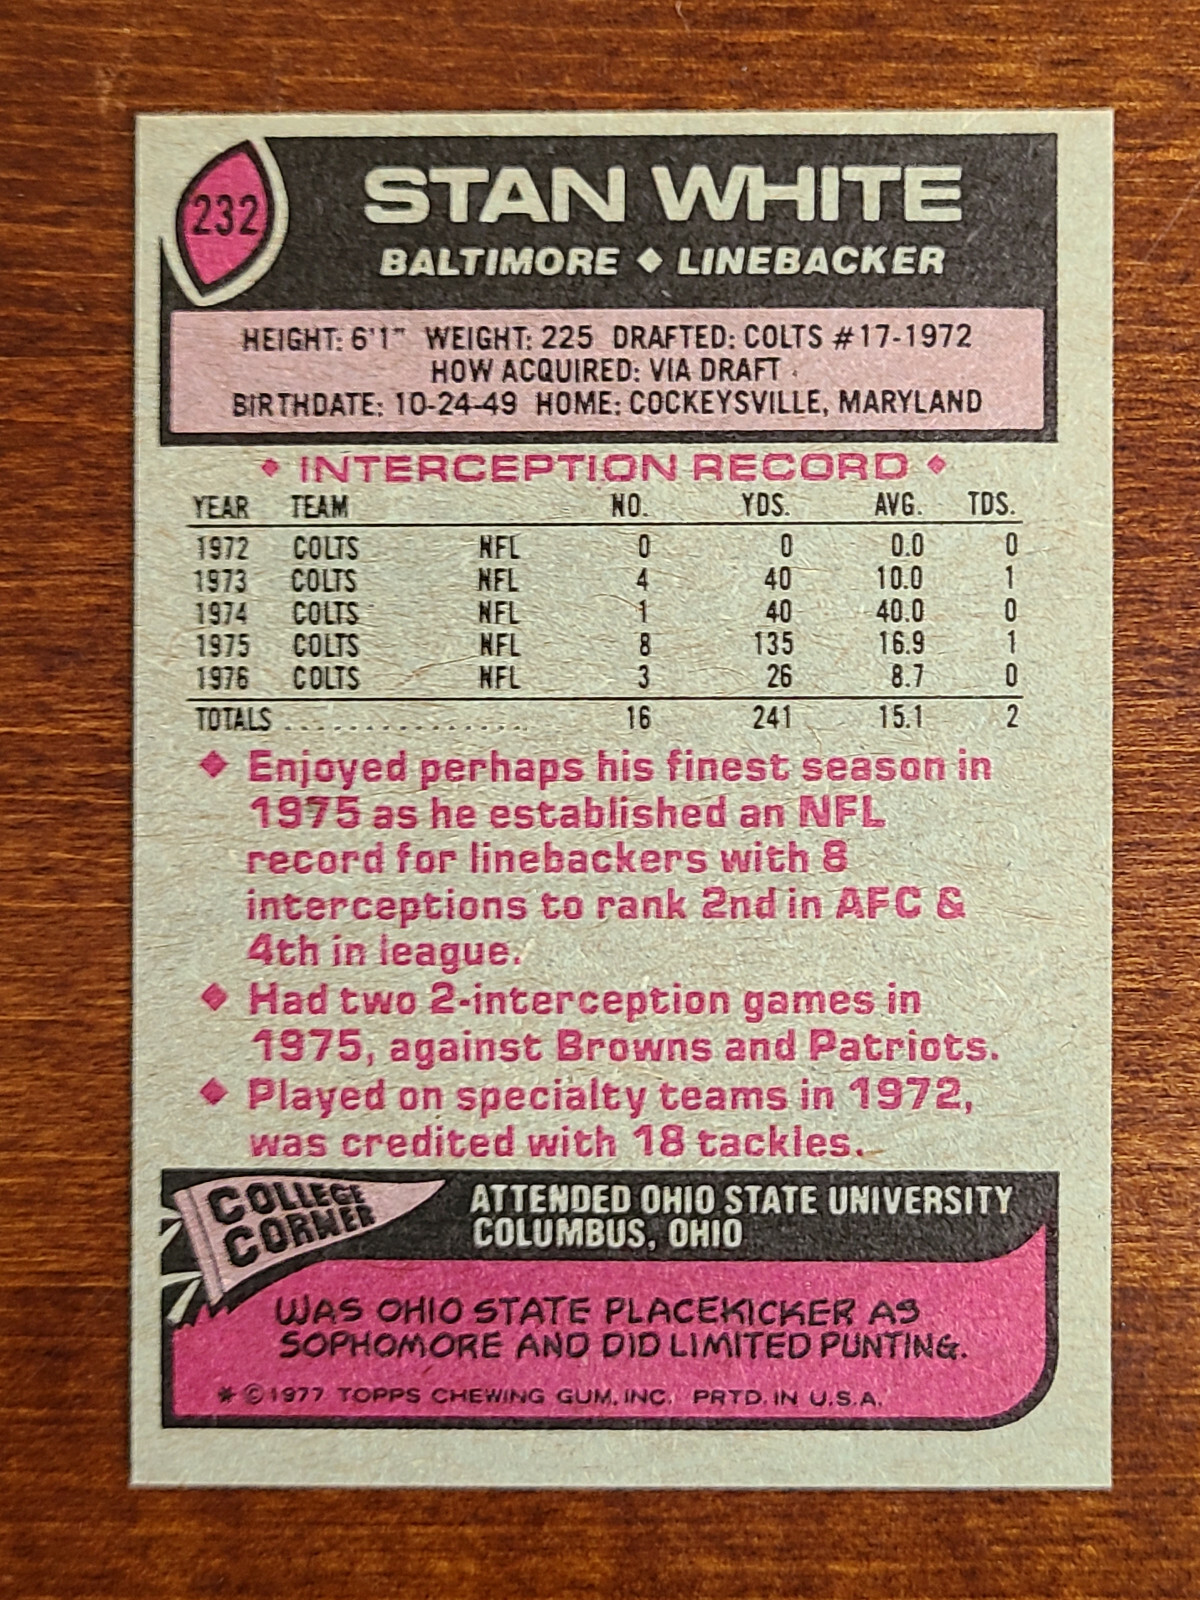 232
STAN WHITE
BALTIMORE ◆ LINEBACKER
HEIGHT: 6'1" WEIGHT: 225 DRAFTED: COLTS #17-1972
HOW ACQUIRED: VIA DRAFT
BIRTHDATE: 10-24-49 HOME: COCKEYSVILLE, MARYLAND
◆ INTERCEPTION RECORD ◆
YEAR TEAM NO. YDS. AVG. TDS.
1972 COLTS NFL 0 0 0.0 0
1973 COLTS NFL 4 40 10.0 1
1974 COLTS NFL 1 40 40.0 0
1975 COLTS NFL 8 135 16.9 1
1976 COLTS NFL 3 26 8.7 0
TOTALS ................ 16 241 15.1 2
◆ Enjoyed perhaps his finest season in
1975 as he established an NFL
record for linebackers with 8
interceptions to rank 2nd in AFC &
4th in league.
◆ Had two 2-interception games in
1975, against Browns and Patriots.
◆ Played on specialty teams in 1972,
was credited with 18 tackles.
COLLEGE
CORNER
ATTENDED OHIO STATE UNIVERSITY
COLUMBUS, OHIO
WAS OHIO STATE PLACEKICKER AS
SOPHOMORE AND DID LIMITED PUNTING.
* © 1977 TOPPS CHEWING GUM, INC. PRTD. IN U.S.A.